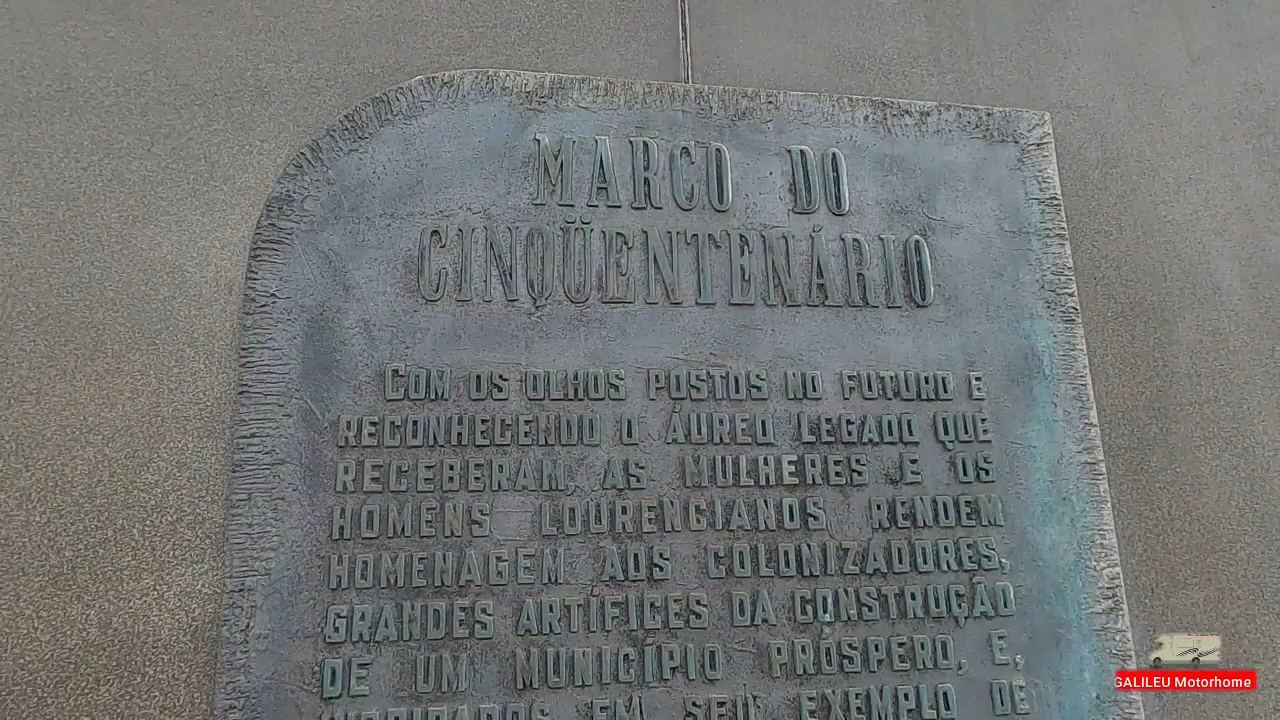 MARCO DO
CINQÜENTENÁRIO
COM OS OLHOS POSTOS NO FUTURO E
RECONHECENDO O ÁUREO LEGADO QUE
RECEBERAM, AS MULHERES E OS
HOMENS LOURENCIANOS RENDEM
HOMENAGEM AOS COLONIZADORES,
GRANDES ARTÍFICES DA CONSTRUÇÃO
DE UM MUNICÍPIO PRÓSPERO, E,
EM SEU EXEMPLO DE
GALILEU Motorhome